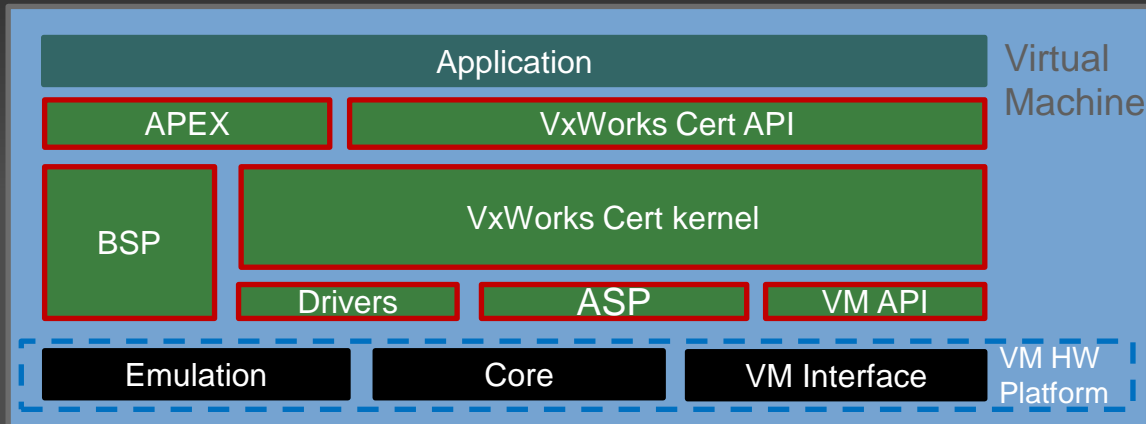 Application
Virtual
Machine
APEX
VxWorks Cert API
BSP
VxWorks Cert kernel
Drivers
ASP
VM API
Emulation
Core
VM Interface
VM HW
Platform